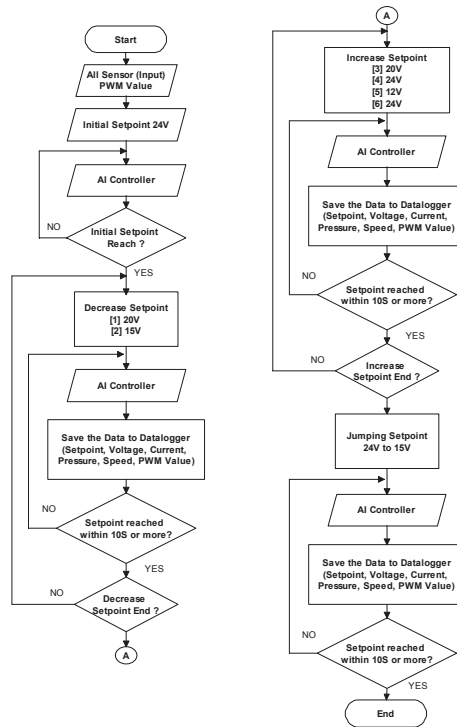 Start
All Sensor (Input)
PWM Value
Initial Setpoint 24V
AI Controller
NO
Initial Setpoint
Reach ?
YES
Decrease Setpoint
[1] 20V
[2] 15V
AI Controller
Save the Data to Datalogger
(Setpoint, Voltage, Current,
Pressure, Speed, PWM Value)
NO
Setpoint reached
within 10S or more?
YES
NO
Decrease
Setpoint End ?
A
A
Increase Setpoint
[3] 20V
[4] 24V
[5] 12V
[6] 24V
AI Controller
Save the Data to Datalogger
(Setpoint, Voltage, Current,
Pressure, Speed, PWM Value)
NO
Setpoint reached
within 10S or more?
YES
NO
Increase
Setpoint End ?
Jumping Setpoint
24V to 15V
AI Controller
Save the Data to Datalogger
(Setpoint, Voltage, Current,
Pressure, Speed, PWM Value)
NO
Setpoint reached
within 10S or more?
YES
End